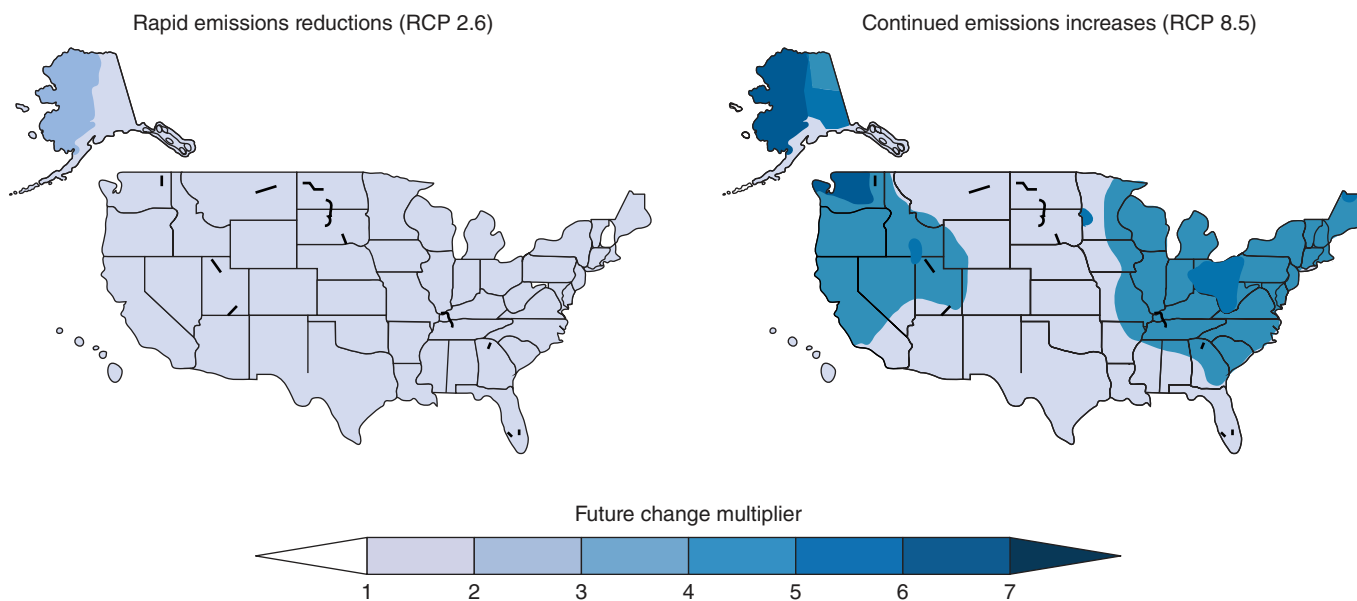 Rapid emissions reductions (RCP 2.6)
Continued emissions increases (RCP 8.5)
Future change multiplier
1 2 3 4 5 6 7